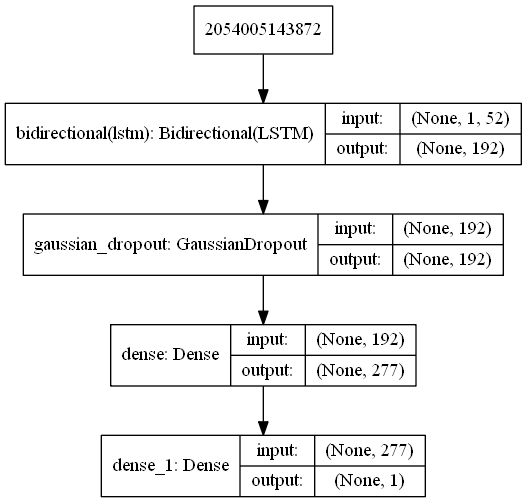 2054005143872
bidirectional(lstm): Bidirectional(LSTM)
input: (None, 1, 52)
output: (None, 192)
gaussian_dropout: GaussianDropout
input: (None, 192)
output: (None, 192)
dense: Dense
input: (None, 192)
output: (None, 277)
dense_1: Dense
input: (None, 277)
output: (None, 1)